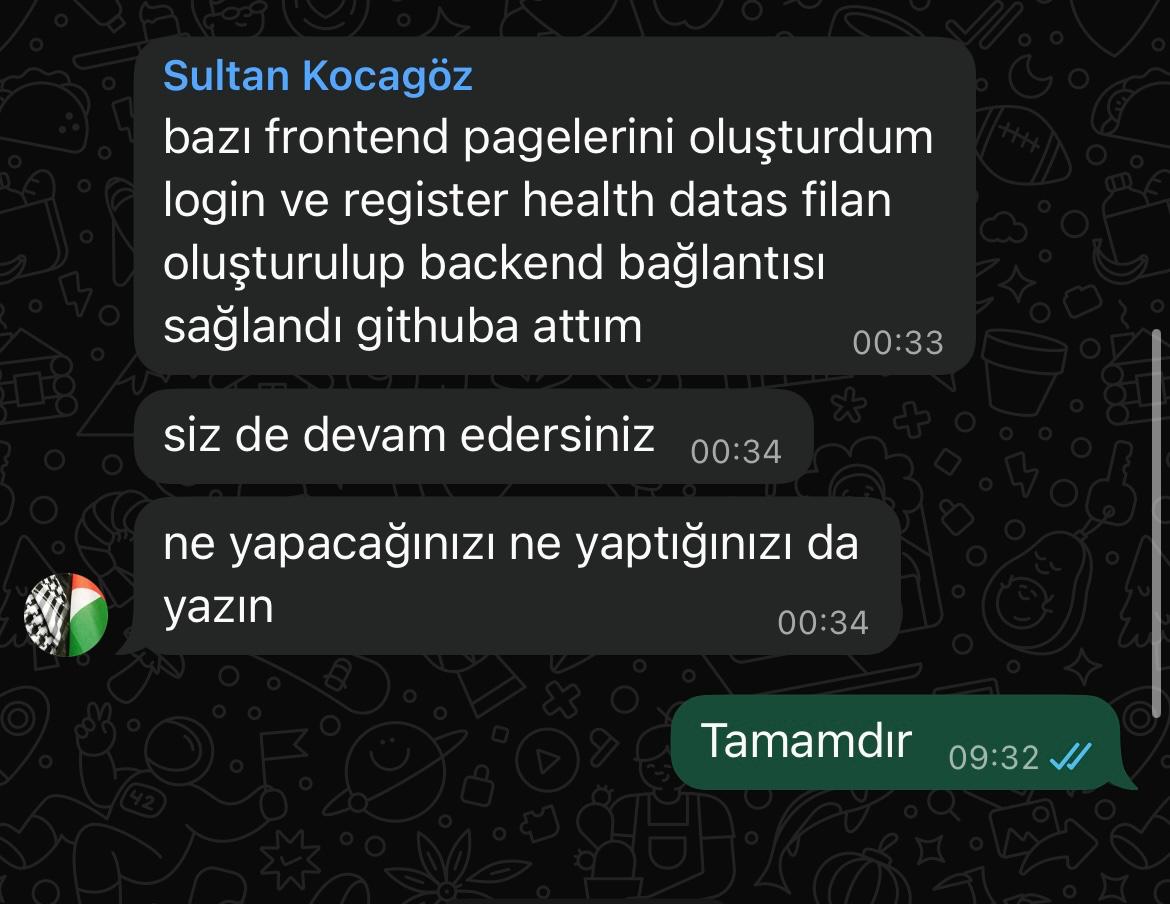 Sultan Kocagöz
bazı frontend pagelerini oluşturdum
login ve register health datas filan
oluşturulup backend bağlantısı
sağlandı githuba attım
00:33
siz de devam edersiniz
00:34
ne yapacağınızı ne yaptığınızı da
yazın
00:34
Tamamdır
09:32
42